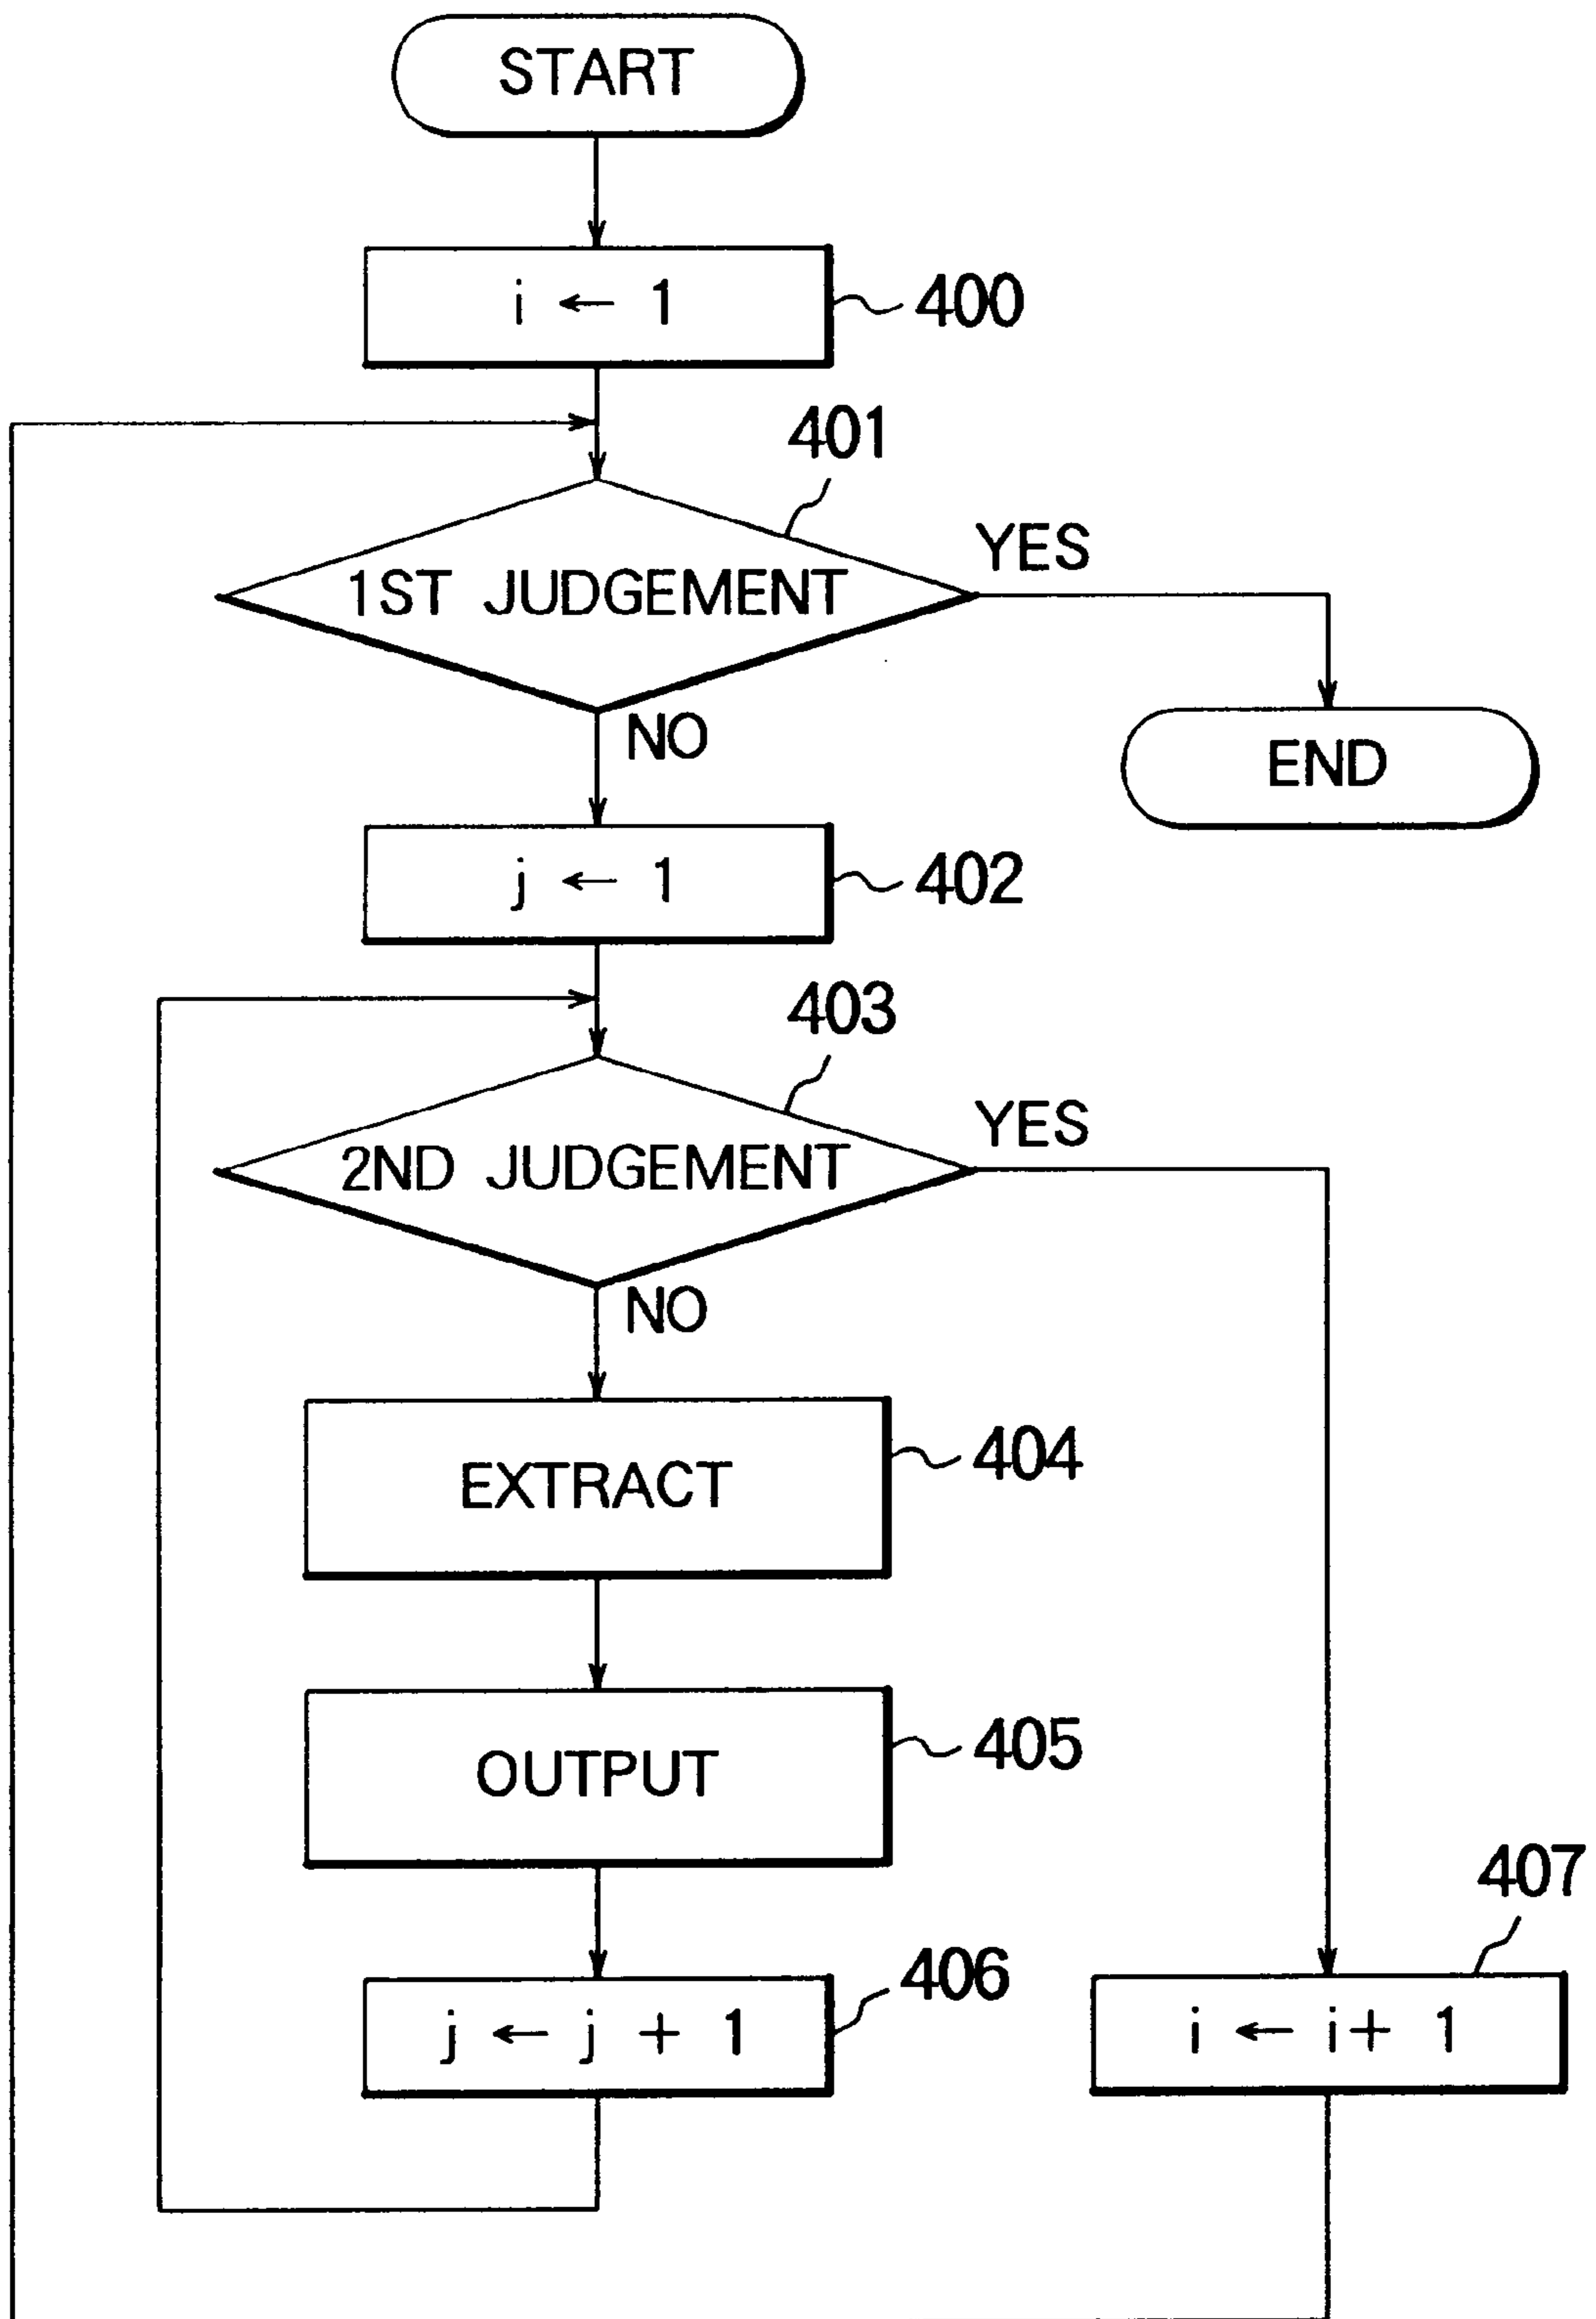 START
i ← 1
400
401
1ST JUDGEMENT
YES
NO
END
j ← 1
402
403
2ND JUDGEMENT
YES
NO
EXTRACT
404
OUTPUT
405
407
j ← j + 1
406
i ← i+ 1